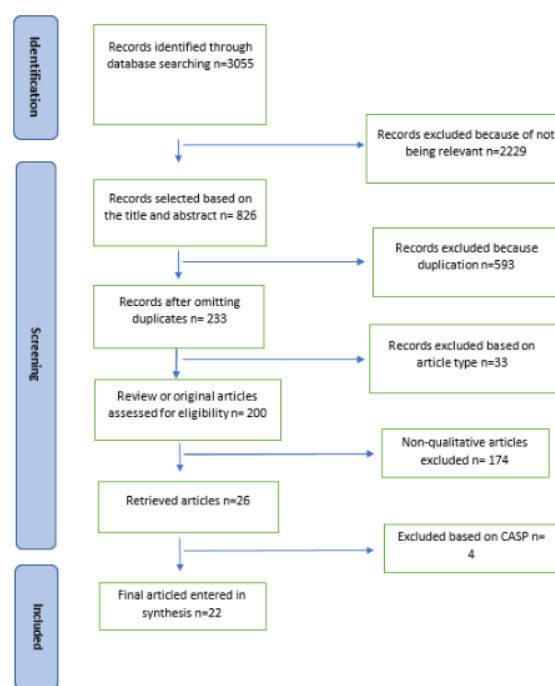 Identification
Records identified through
database searching n=3055
Records excluded because of not
being relevant n=2229
Screening
Records selected based on
the title and abstract n= 826
Records excluded because
duplication n=593
Records after omitting
duplicates n= 233
Records excluded based on
article type n=33
Review or original articles
assessed for eligibility n= 200
Non-qualitative articles
excluded n= 174
Retrieved articles n=26
Excluded based on CASP n=
4
Included
Final articled entered in
synthesis n=22